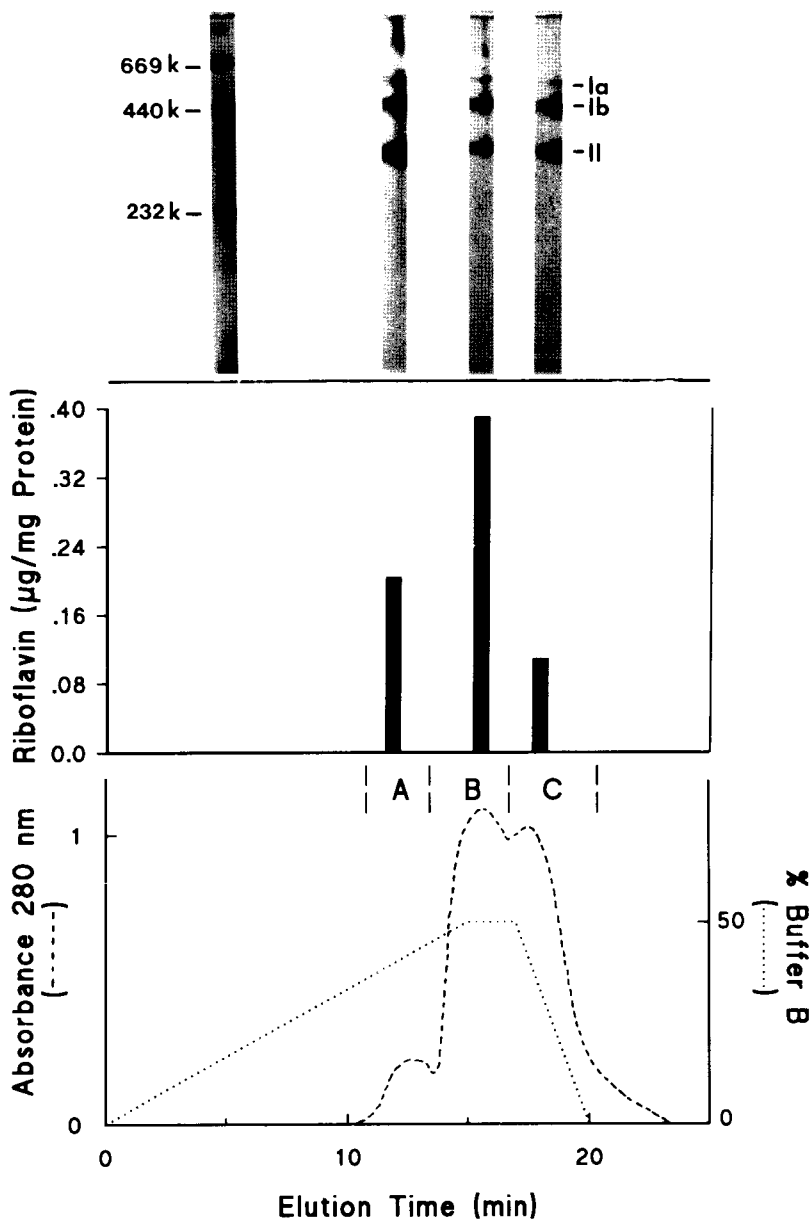 669 k –
440 k –
232 k –
- Ia
- Ib
- II
Riboflavin (µg/mg Protein)
.40
.32
.24
.16
.08
0.0
A
B
C
Absorbance 280 nm
(-----)
1
0
% Buffer B
(········)
50
0
0
10
20
Elution Time (min)